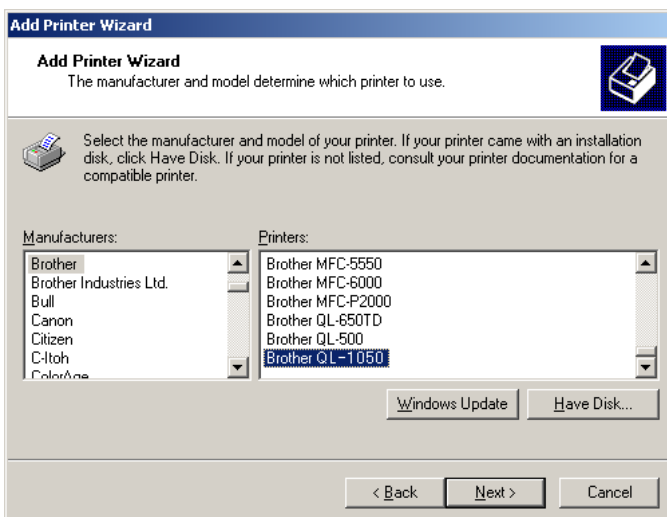 Add Printer Wizard
Add Printer Wizard
The manufacturer and model determine which printer to use.
Select the manufacturer and model of your printer. If your printer came with an installation
disk, click Have Disk. If your printer is not listed, consult your printer documentation for a
compatible printer.
Manufacturers:
Brother
Brother Industries Ltd.
Bull
Canon
Citizen
C-Itoh
ColorAge
Printers:
Brother MFC-5550
Brother MFC-6000
Brother MFC-P2000
Brother QL-650TD
Brother QL-500
Brother QL-1050
Windows Update
Have Disk...
< Back
Next >
Cancel